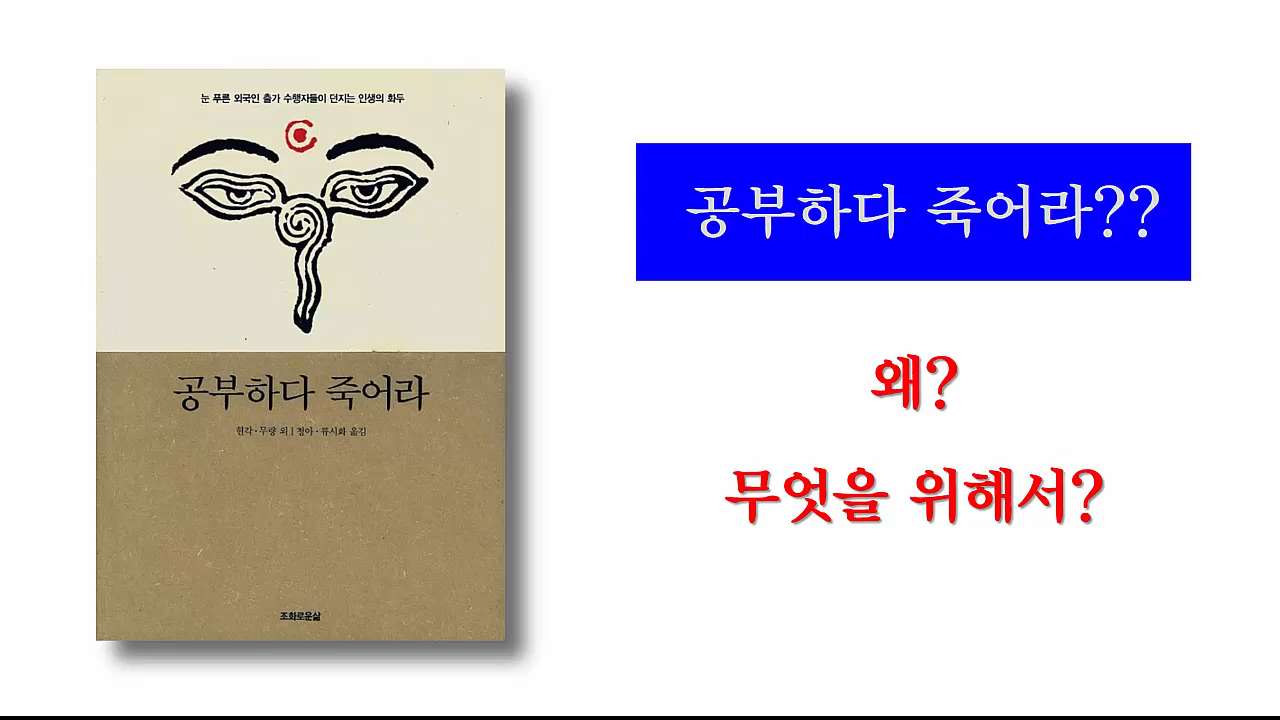 눈 푸른 외국인 출가 수행자들이 던지는 인생의 화두
공부하다 죽어라
현각·무량 외 | 청아·류시화 옮김
조화로운삶
공부하다 죽어라??
왜?
무엇을 위해서?